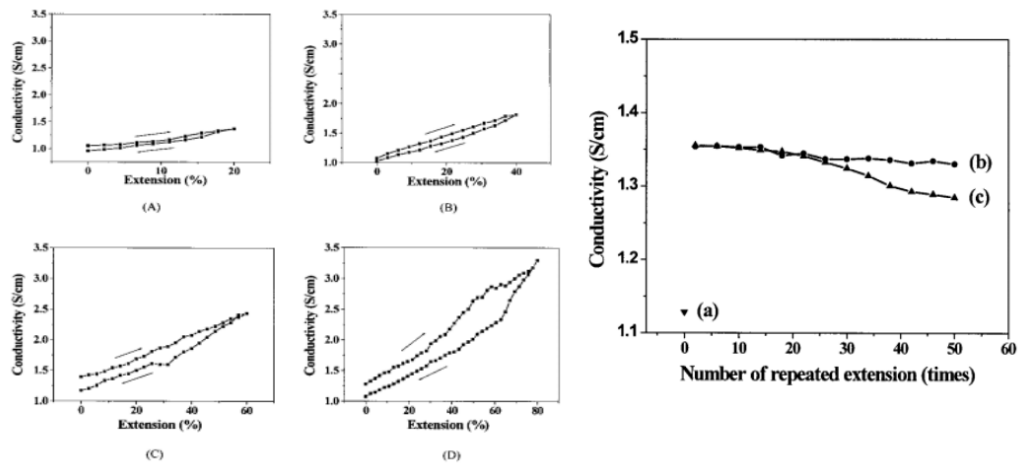 3.5
3.0
2.5
2.0
1.5
1.0
Conductivity (S/cm)
0 10 20
Extension (%)
(A)
3.5
3.0
2.5
2.0
1.5
1.0
Conductivity (S/cm)
0 20 40
Extension (%)
(B)
3.5
3.0
2.5
2.0
1.5
1.0
Conductivity (S/cm)
0 20 40 60
Extension (%)
(C)
3.5
3.0
2.5
2.0
1.5
1.0
Conductivity (S/cm)
0 20 40 60 80
Extension (%)
(D)
1.5
1.4
1.3
1.2
1.1
Conductivity (S/cm)
(b)
(c)
(a)
0 10 20 30 40 50 60
Number of repeated extension (times)